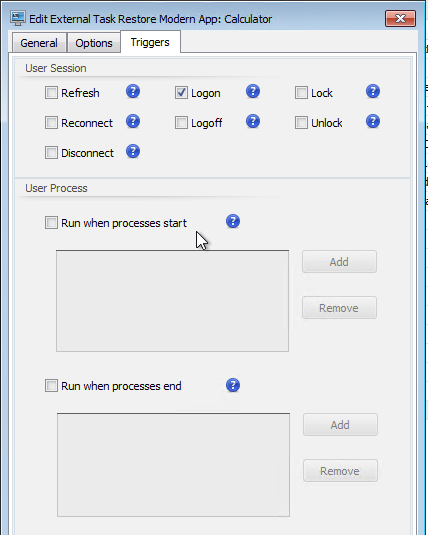 Edit External Task Restore Modern App: Calculator
General Options Triggers
User Session
Refresh ? Logon ? Lock ?
Reconnect ? Logoff ? Unlock ?
Disconnect ?
User Process
Run when processes start ?
Add
Remove
Run when processes end ?
Add
Remove